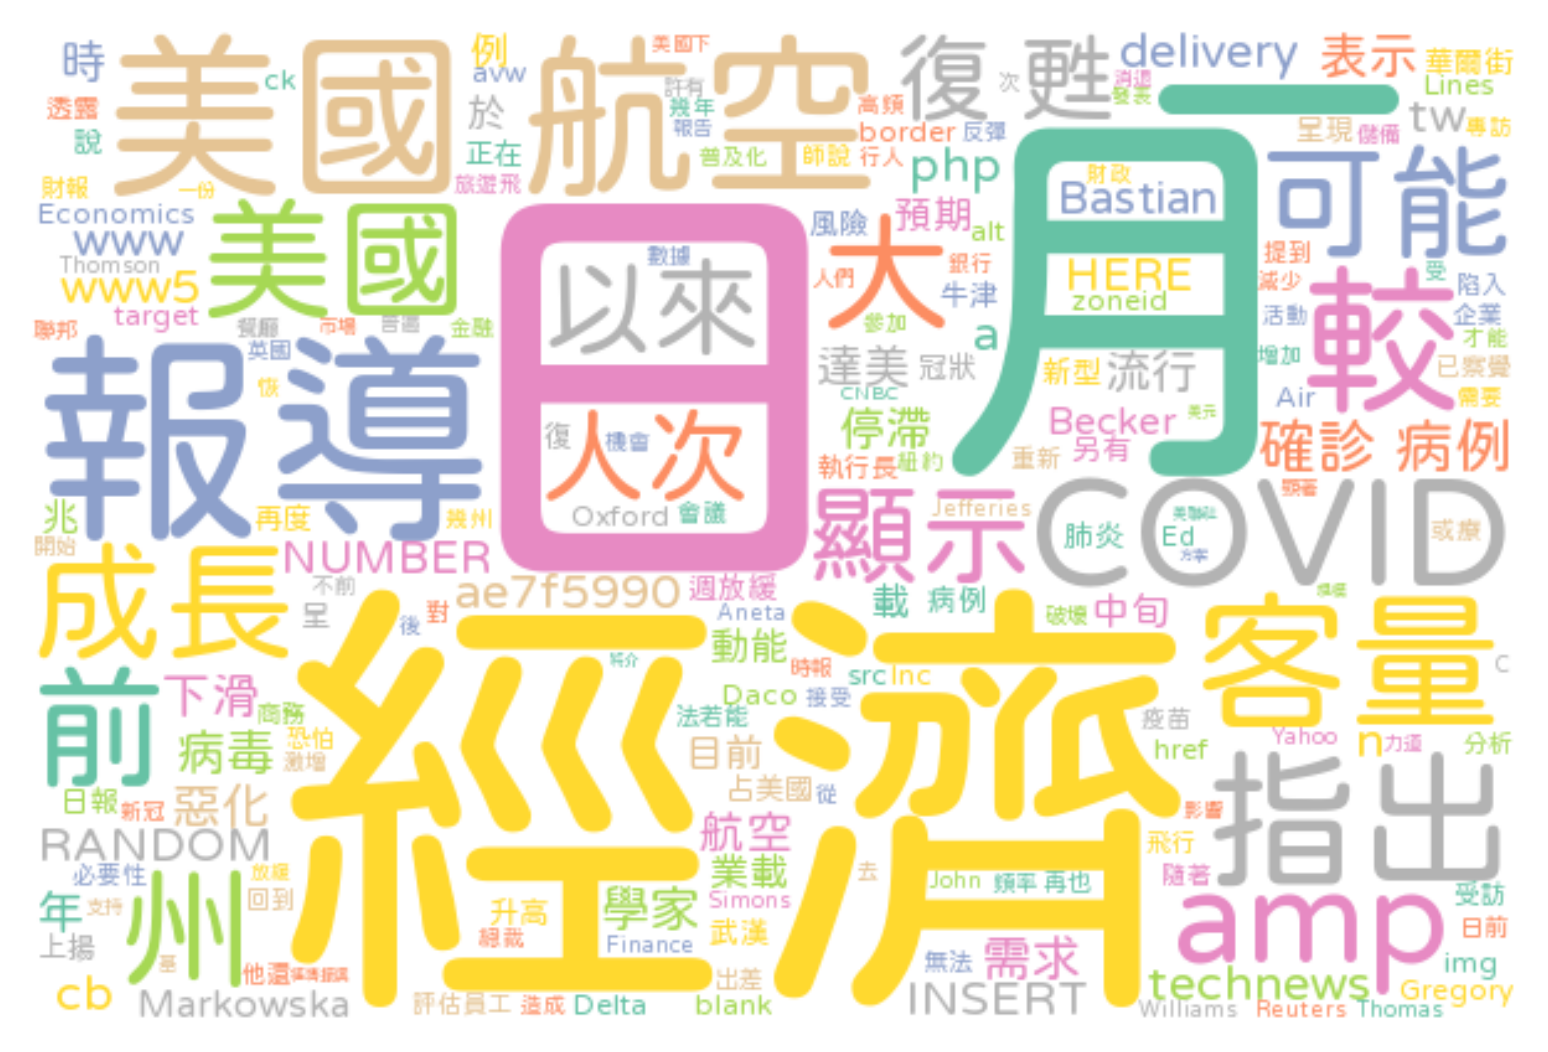 時
美國航空
例
avw
美國下
復甦
delivery
表示
華爾街
ck
許有
次
消退
發表
Lines
透露
於
幾年
高頻
一
tw
專訪
說
報告
border
反彈
呈現
儲備
正在
普及化
師說
行人
php
月
可能
財報
一份
旅遊飛
財政
Economics
美國
日
Bastian
www
風險
預期
大
alt
提到
Thomson
數據
以來
人們
銀行
HERE
減少
受
陷入
www5
牛津
zoneid
較
target
參加
a
活動
企業
聯邦
餐廳
市場
金融
英國
達美
冠狀
新型
流行
增加
才能
已察覺
報導
恢
CNBC
Air
需要
復
人次
機會
停滯
Becker
美元
確診 病例
執行長
紐約
重新
另有
兆
再度
幾州
Oxford
會議
顯示
Jefferies
COVID
顯著
開始
肺炎
Ed
美聯社
方案
或療
成長
NUMBER
不前
ae7f5990
週放緩
載
病例
破壞
中旬
客量
呈
後
對
Aneta
前
下滑
經濟
將介
動能
時報
src
Inc
c
商務
Daco
接受
法若能
疫苗
病毒
恐怕
激增
目前
href
Yahoo
n
力道
分析
日報
新冠
惡化
占美國
從
影響
指出
RANDOM
航空
飛行
必要性
放緩
業載
去
John
頻率
再也
隨著
amp
受訪
年
支持
州
回到
升高
學家
Simons
上揚
總裁
Finance
武漢
無法
需求
日前
他還
img
cb
Markowska
評估員工
造成
Delta
出差
blank
INSERT
technews
Gregory
Williams
Reuters
Thomas